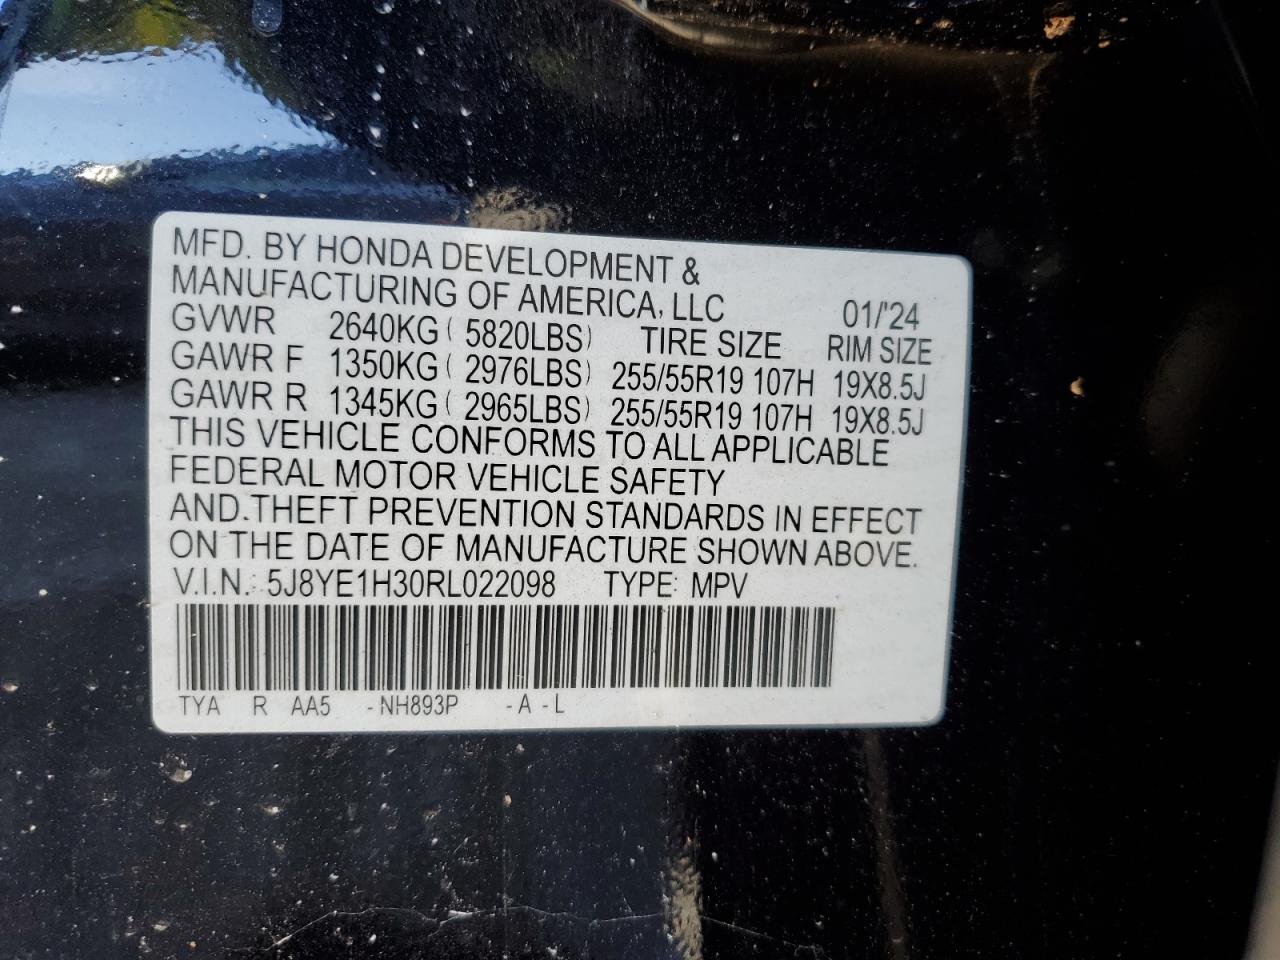 MFD. BY HONDA DEVELOPMENT &
MANUFACTURING OF AMERICA, LLC 01/'24
GVWR 2640KG ( 5820LBS) TIRE SIZE RIM SIZE
GAWR F 1350KG ( 2976LBS) 255/55R19 107H 19X8.5J
GAWR R 1345KG ( 2965LBS) 255/55R19 107H 19X8.5J
THIS VEHICLE CONFORMS TO ALL APPLICABLE
FEDERAL MOTOR VEHICLE SAFETY
AND THEFT PREVENTION STANDARDS IN EFFECT
ON THE DATE OF MANUFACTURE SHOWN ABOVE.
V.I.N.: 5J8YE1H30RL022098 TYPE: MPV
TYA R AA5 -NH893P -A -L